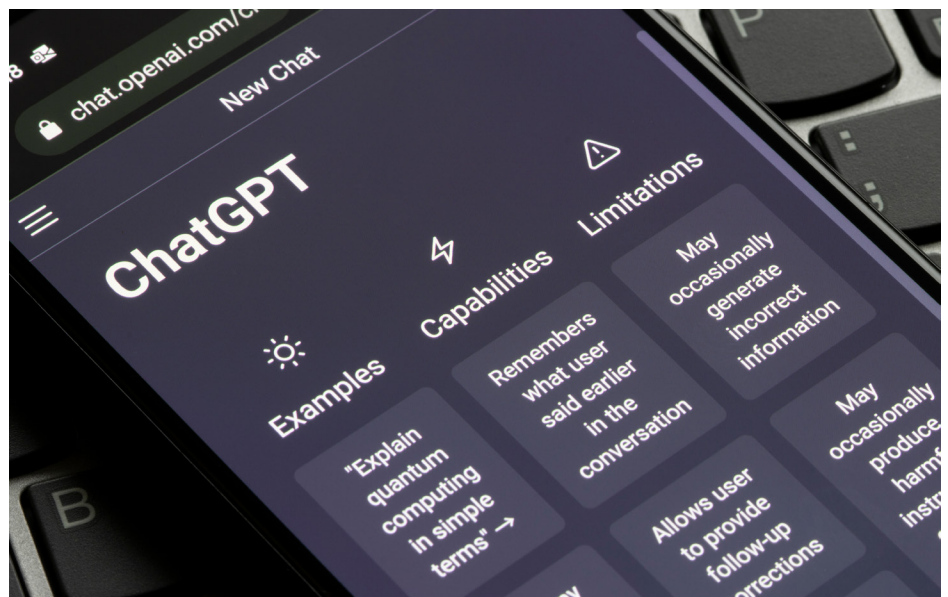 18
chat.openai.com/c
New Chat
ChatGPT
Examples
"Explain
quantum
computing
in simple
terms" →
Capabilities
Remembers
what user
said earlier
in the
conversation
Allows user
to provide
follow-up
corrections
Limitations
May
occasionally
generate
incorrect
information
May
occasionally
produce
P
:
;
B